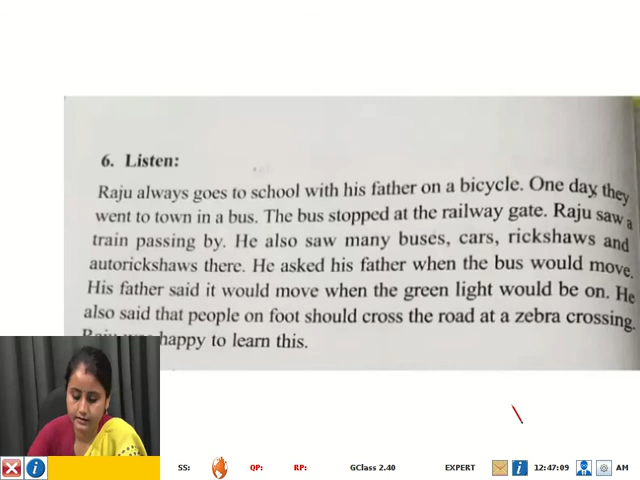 6. Listen:
Raju always goes to school with his father on a bicycle. One day, they
went to town in a bus. The bus stopped at the railway gate. Raju saw a
train passing by. He also saw many buses, cars, rickshaws and
autorickshaws there. He asked his father when the bus would move.
His father said it would move when the green light would be on. He
also said that people on foot should cross the road at a zebra crossing.
Raju was happy to learn this.
SS: QP: RP: GClass 2.40 EXPERT 12:47:09 AM